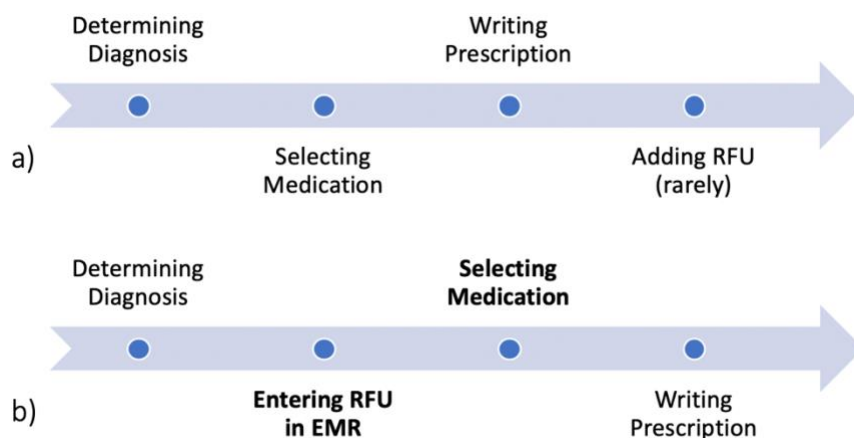 Determining
Diagnosis
Writing
Prescription
a)
Selecting
Medication
Adding RFU
(rarely)
Determining
Diagnosis
Selecting
Medication
b)
Entering RFU
in EMR
Writing
Prescription